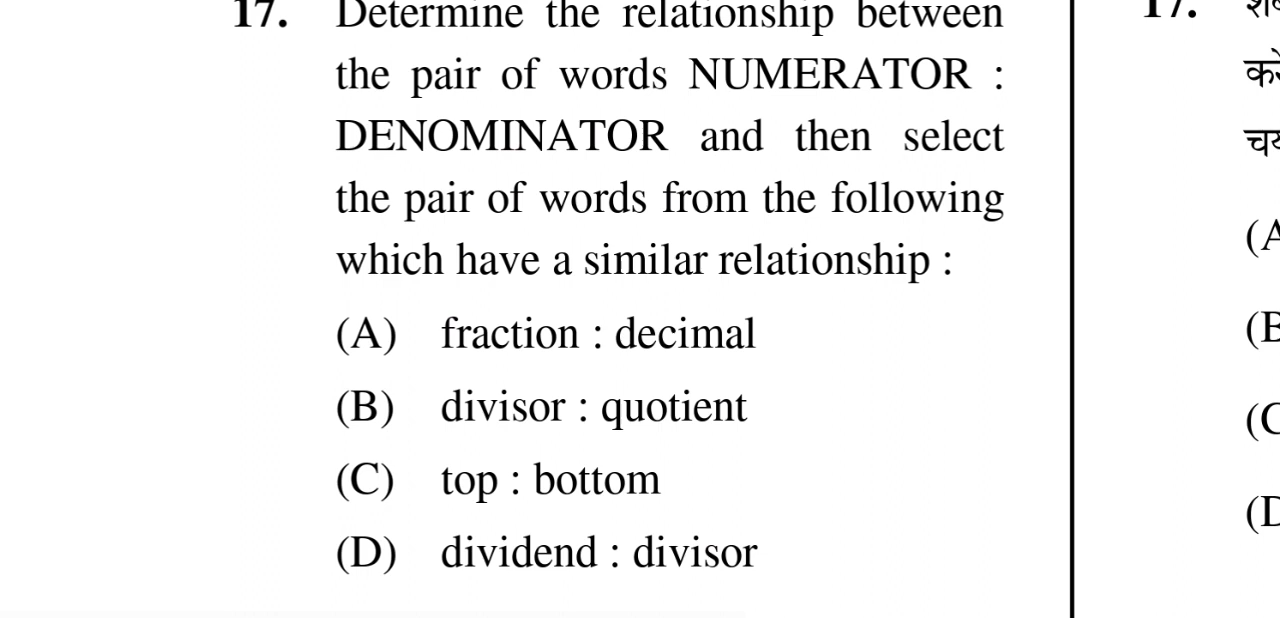 17. Determine the relationship between
the pair of words NUMERATOR :
DENOMINATOR and then select
the pair of words from the following
which have a similar relationship :
(A) fraction : decimal
(B) divisor : quotient
(C) top : bottom
(D) dividend : divisor
17.
(A
(B
(C
(D